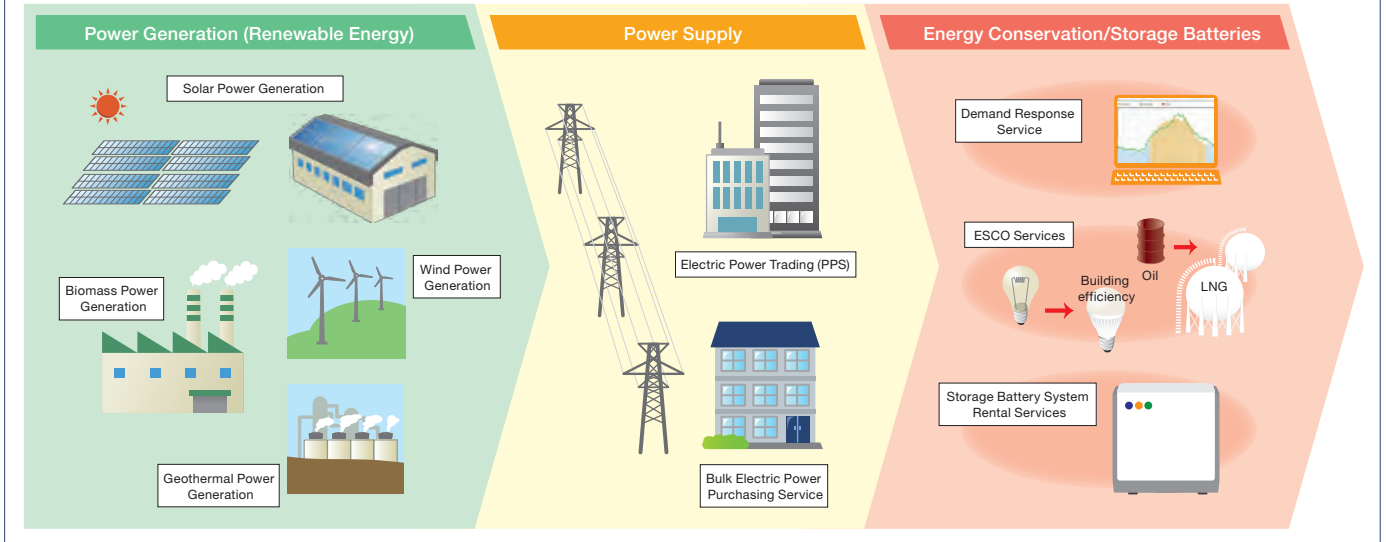 Power Generation (Renewable Energy)
Solar Power Generation
Biomass Power
Generation
Wind Power
Generation
Geothermal Power
Generation
Power Supply
Electric Power Trading (PPS)
Bulk Electric Power
Purchasing Service
Energy Conservation/Storage Batteries
Demand Response
Service
ESCO Services
Oil
LNG
Building
efficiency
Storage Battery System
Rental Services